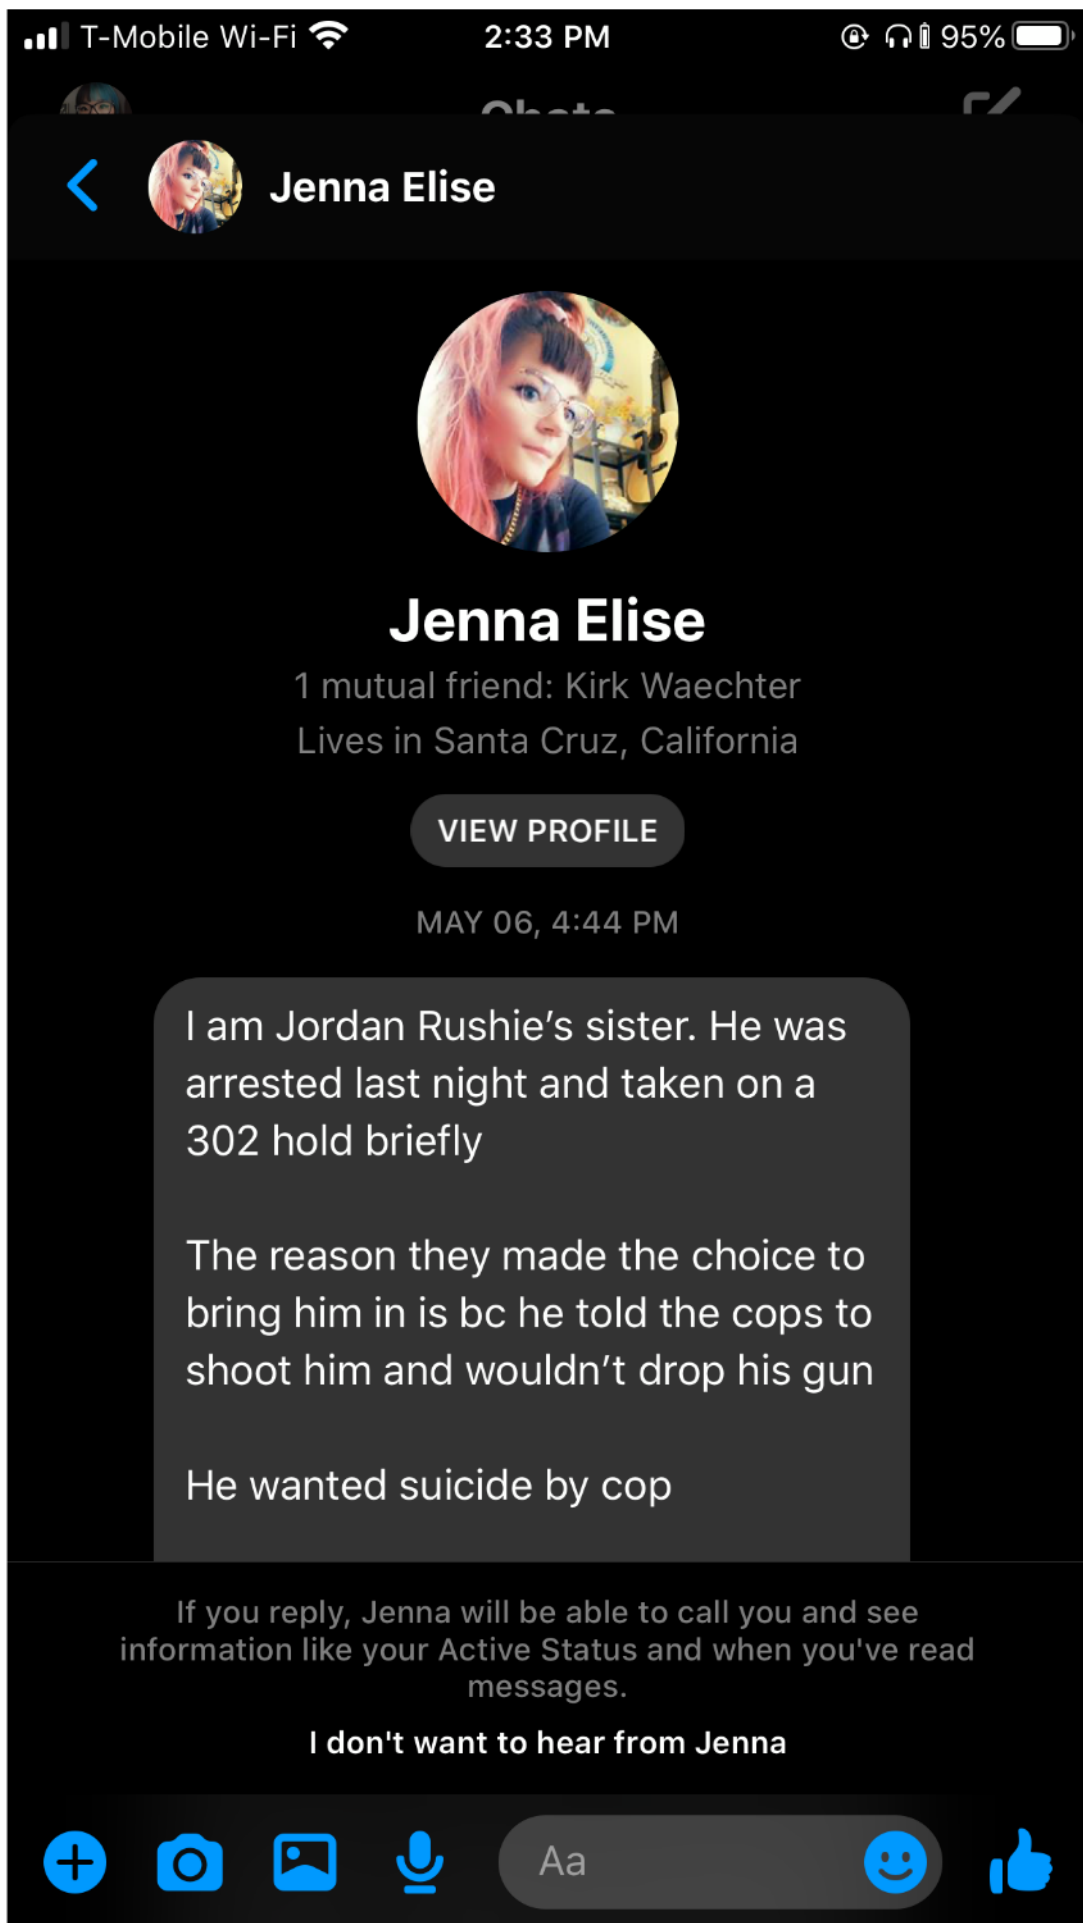 T-Mobile Wi-Fi 2:33 PM 95%
Chats
Jenna Elise
Jenna Elise
1 mutual friend: Kirk Waechter
Lives in Santa Cruz, California
VIEW PROFILE
MAY 06, 4:44 PM
I am Jordan Rushie’s sister. He was
arrested last night and taken on a
302 hold briefly
The reason they made the choice to
bring him in is bc he told the cops to
shoot him and wouldn’t drop his gun
He wanted suicide by cop
If you reply, Jenna will be able to call you and see
information like your Active Status and when you've read
messages.
I don't want to hear from Jenna
Aa